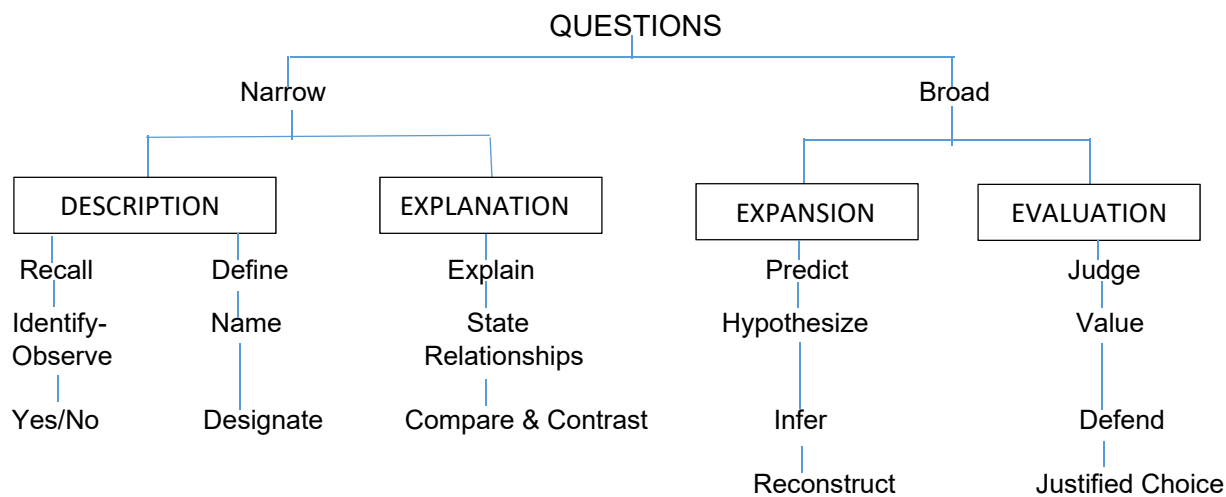 QUESTIONS
Narrow
Broad
DESCRIPTION
EXPLANATION
EXPANSION
EVALUATION
Recall
Define
Explain
Predict
Judge
Identify-
Observe
Name
State
Relationships
Hypothesize
Value
Yes/No
Designate
Compare & Contrast
Infer
Defend
Reconstruct
Justified Choice